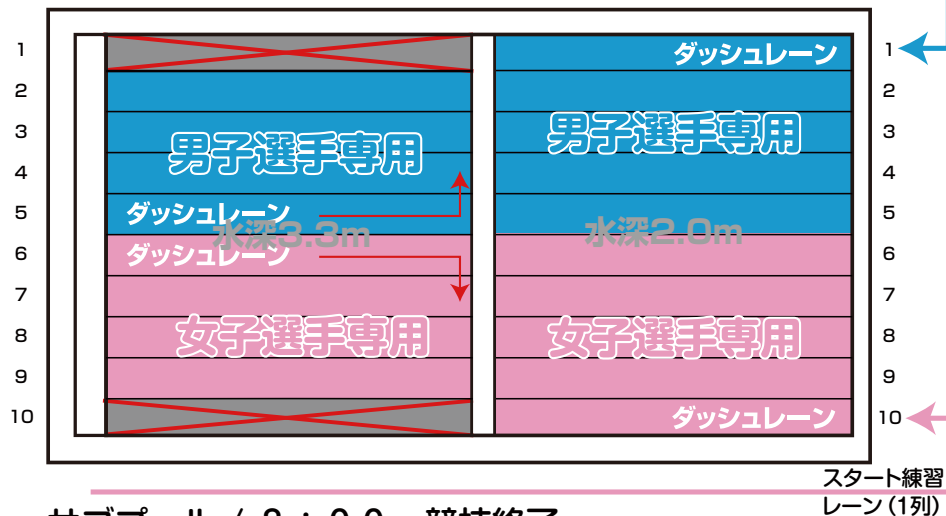 1
2
3
4
5
6
7
8
9
10
ダッシュレーン
男子選手専用
男子選手専用
ダッシュレーン
水深3.3m
水深2.0m
ダッシュレーン
女子選手専用
女子選手専用
ダッシュレーン
1
2
3
4
5
6
7
8
9
10
スタート練習
レーン(1列)